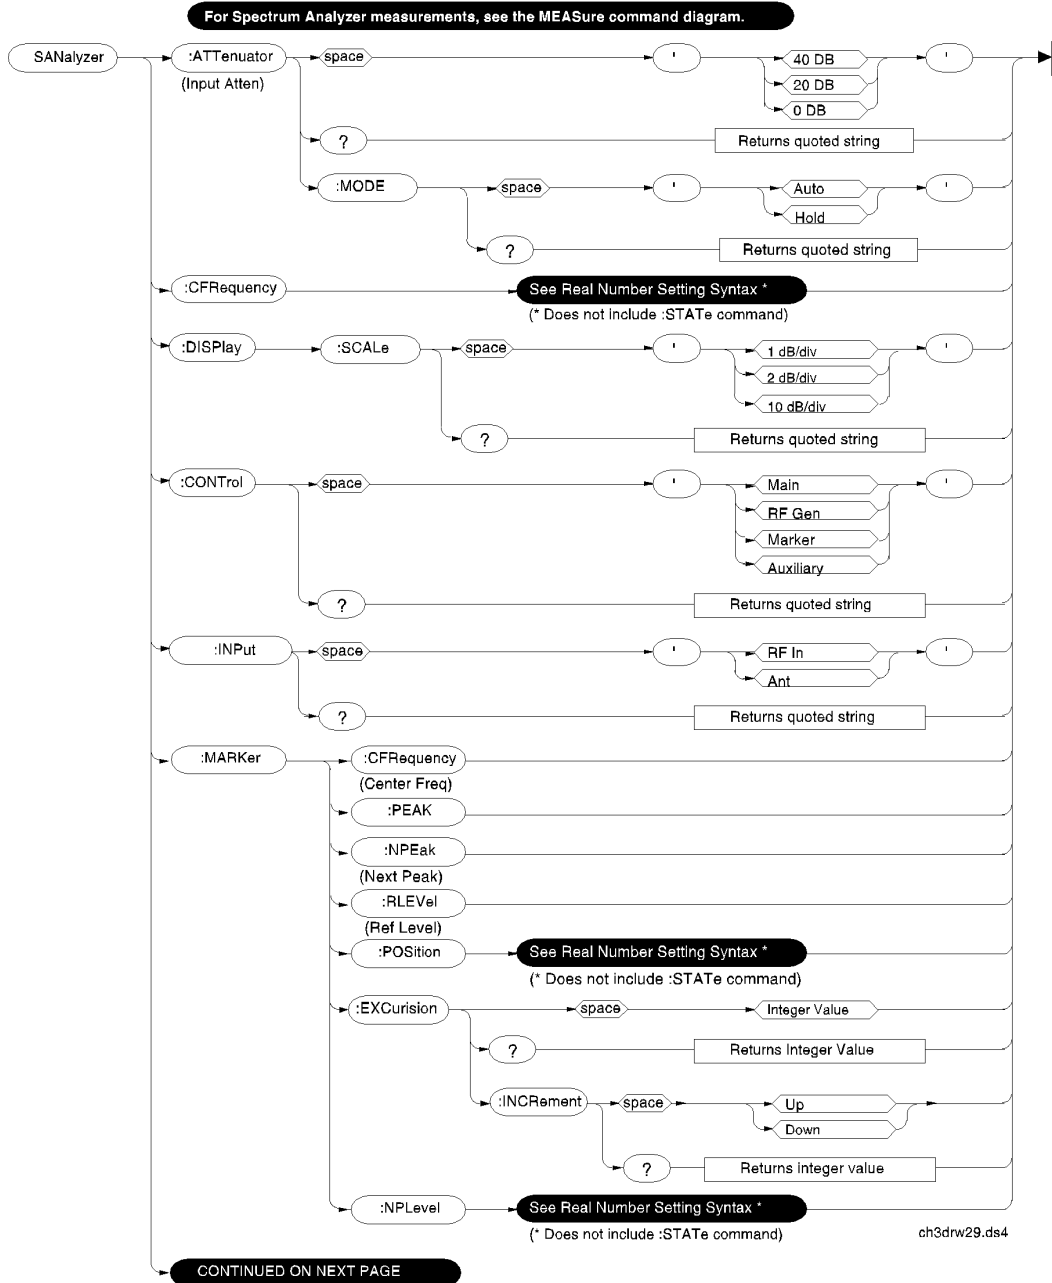 For Spectrum Analyzer measurements, see the MEASure command diagram.
SANalyzer :ATTenuator space ' 40 DB '
(Input Atten) 20 DB
0 DB
? Returns quoted string
:MODE space ' Auto '
Hold
? Returns quoted string
:CFRequency See Real Number Setting Syntax *
(* Does not include :STATe command)
:DISPlay :SCALe space ' 1 dB/div '
2 dB/div
10 dB/div
? Returns quoted string
:CONTrol space ' Main '
RF Gen
Marker
Auxiliary
? Returns quoted string
:INPut space ' RF In '
Ant
? Returns quoted string
:MARKer :CFRequency
(Center Freq)
:PEAK
:NPEak
(Next Peak)
:RLEVel
(Ref Level)
:POSition See Real Number Setting Syntax *
(* Does not include :STATe command)
:EXCurision space Integer Value
? Returns Integer Value
:INCRement space Up
Down
? Returns integer value
:NPLevel See Real Number Setting Syntax *
(* Does not include :STATe command)
ch3drw29.ds4
CONTINUED ON NEXT PAGE